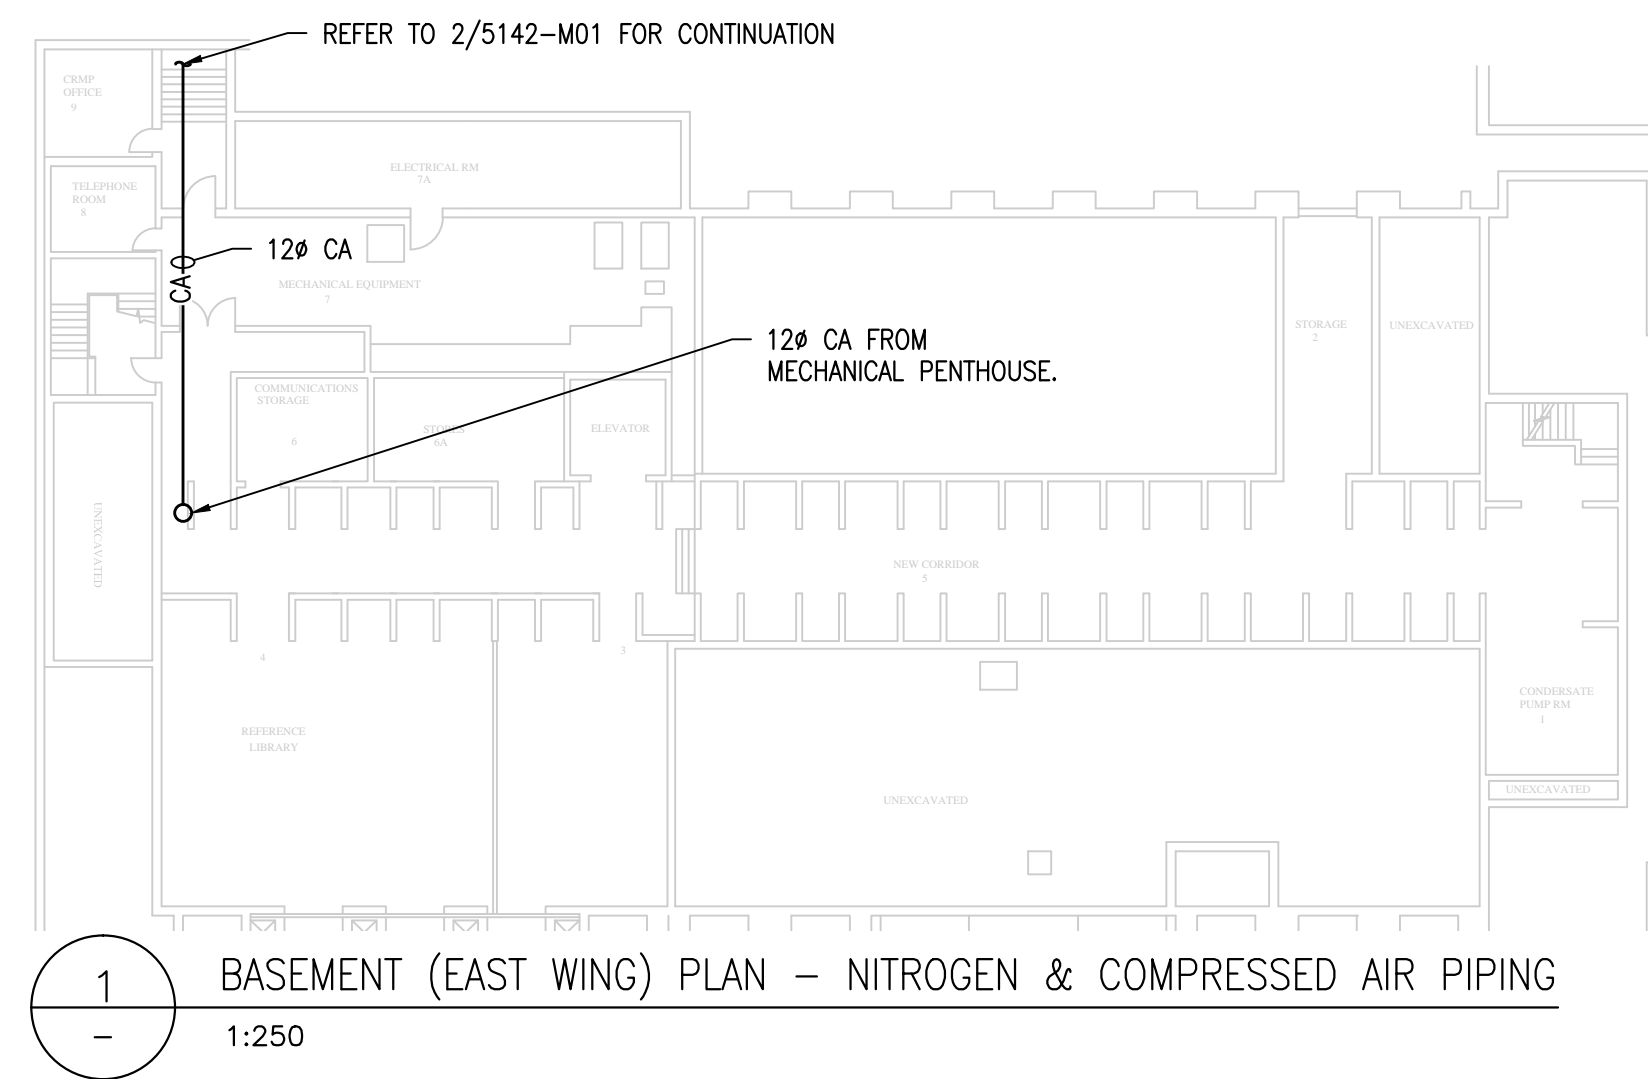 REFER TO 2/5142-M01 FOR CONTINUATION
CRMP
OFFICE
9
ELECTRICAL RM
7A
TELEPHONE
ROOM
8
12ø CA
CA
MECHANICAL EQUIPMENT
7
12ø CA FROM
MECHANICAL PENTHOUSE.
STORAGE
2
UNEXCAVATED
COMMUNICATIONS
STORAGE
6
STORES
6A
ELEVATOR
UNEXCAVATED
NEW CORRIDOR
5
4
3
REFERENCE
LIBRARY
CONDERSATE
PUMP RM
1
UNEXCAVATED
UNEXCAVATED
1
-
BASEMENT (EAST WING) PLAN - NITROGEN & COMPRESSED AIR PIPING
1:250